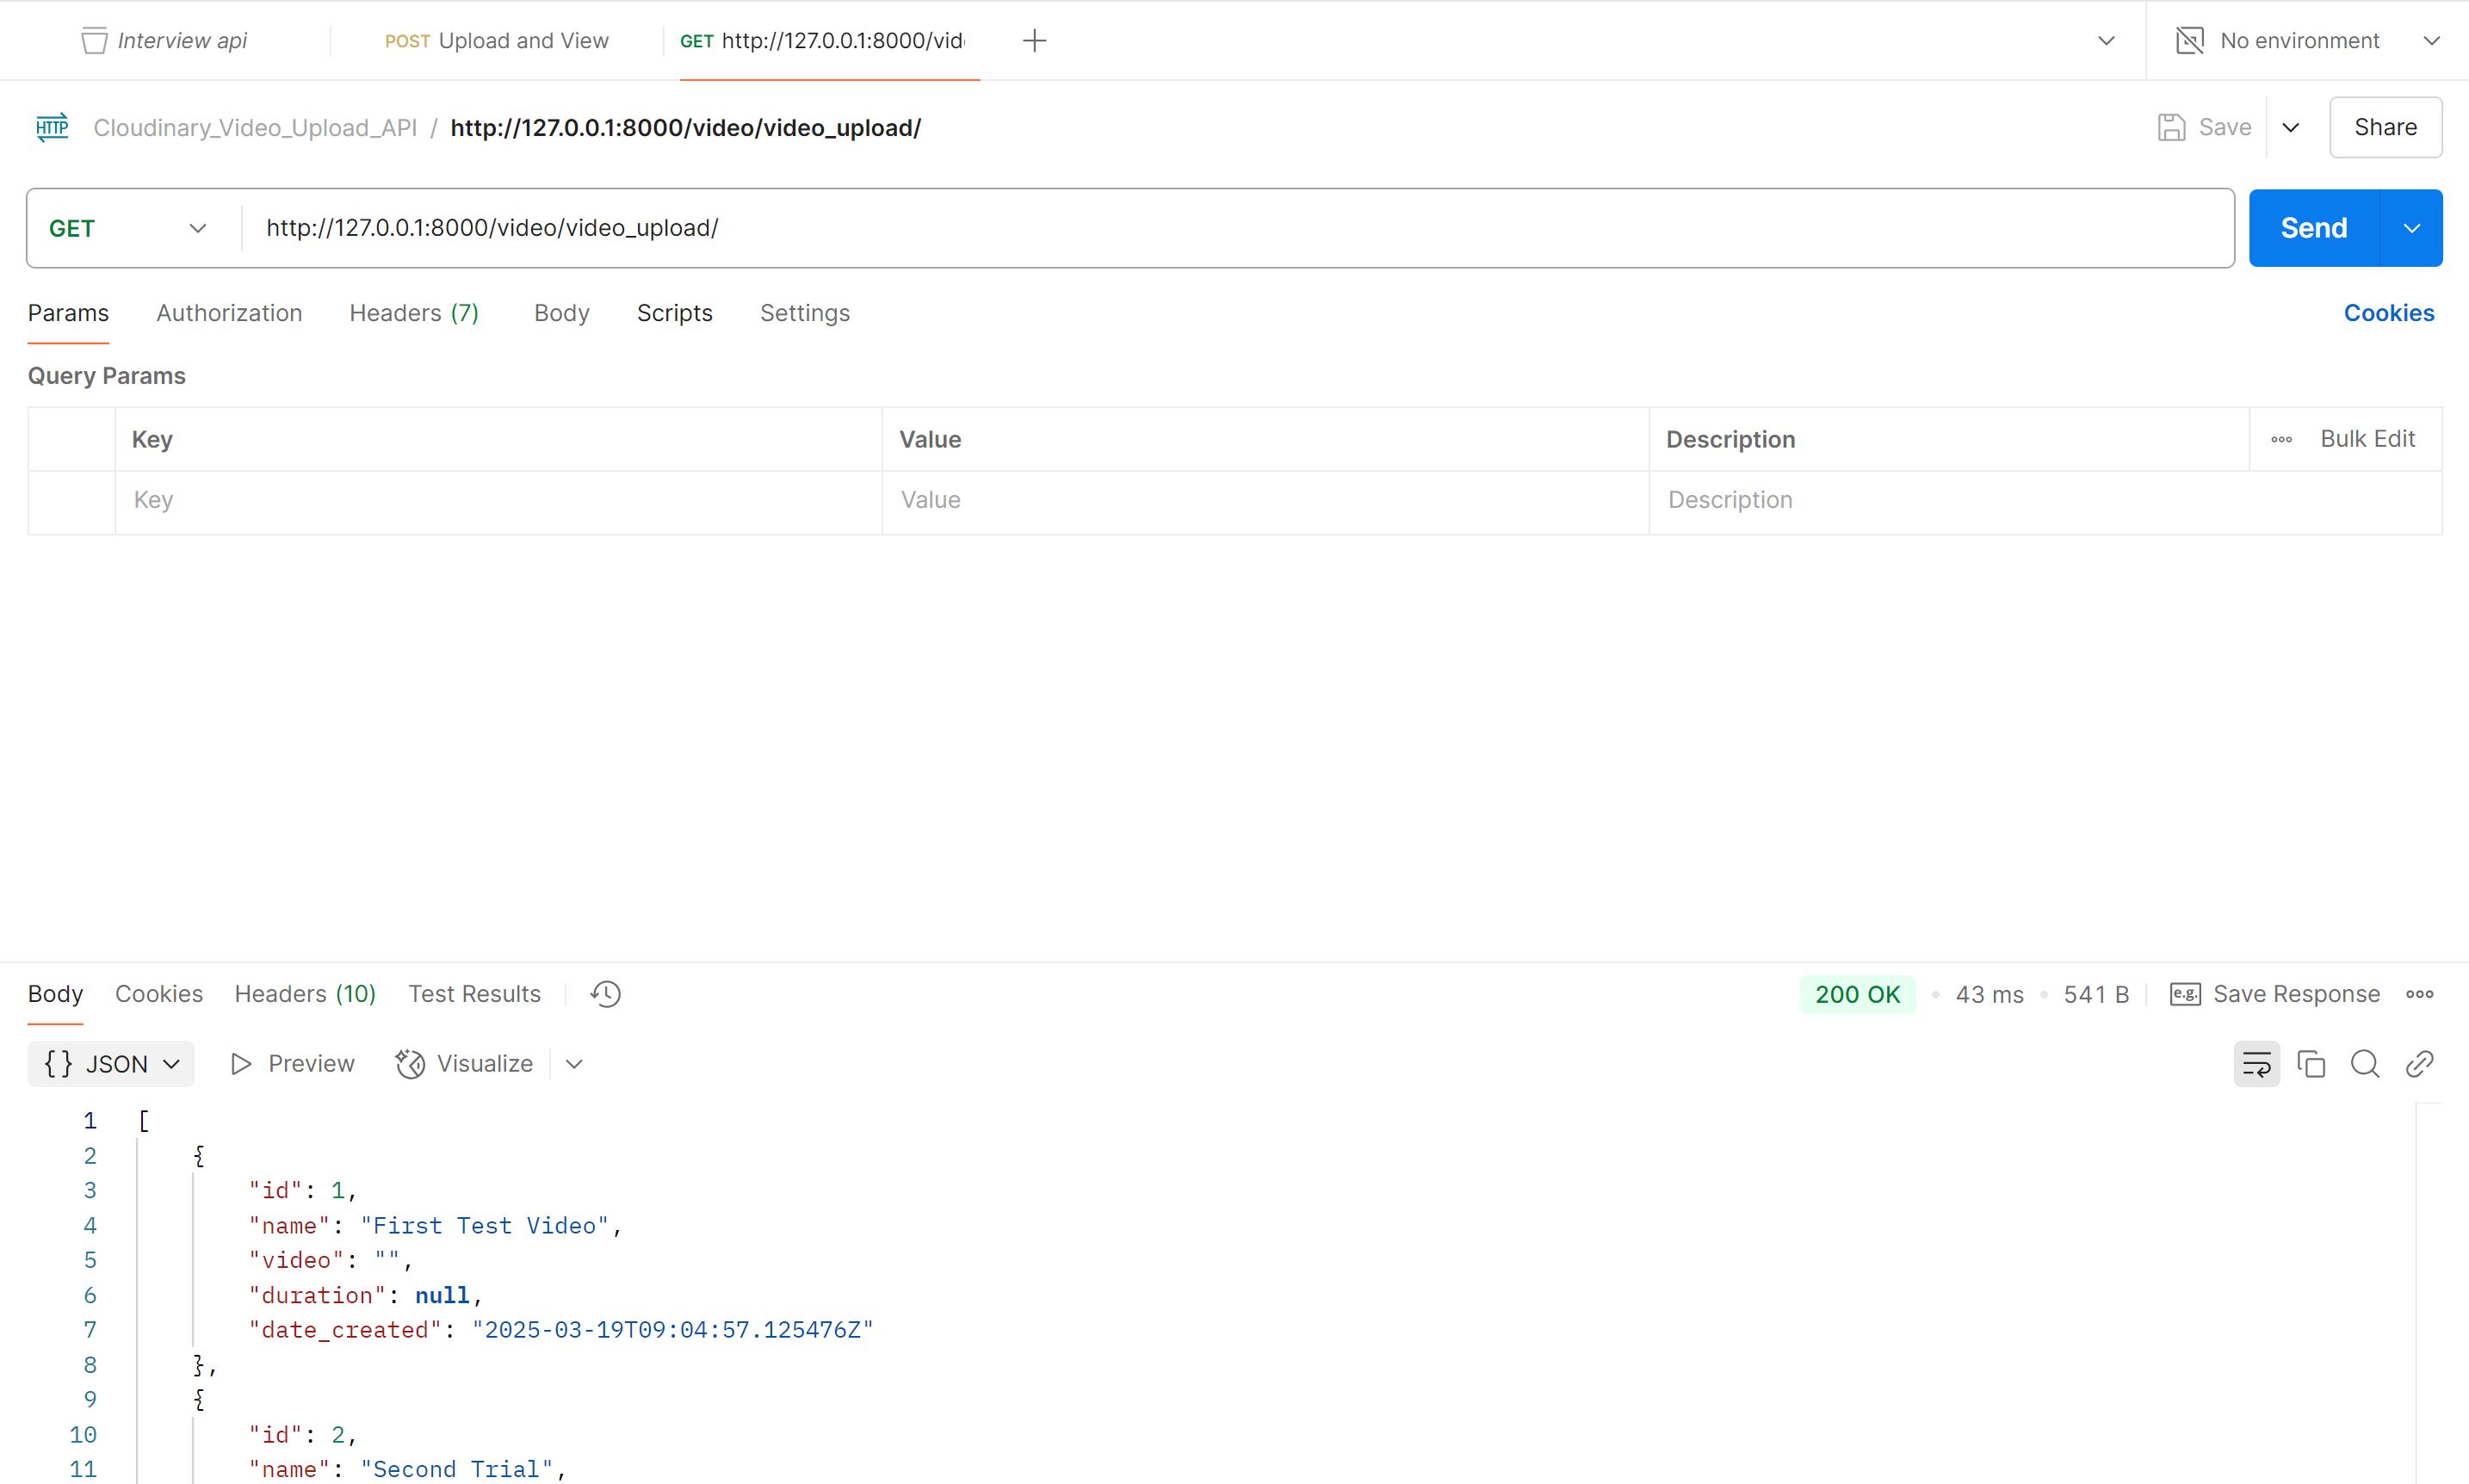 Interview api POST Upload and View GET http://127.0.0.1:8000/vid No environment
HTTP Cloudinary_Video_Upload_API / http://127.0.0.1:8000/video/video_upload/ Save Share
GET http://127.0.0.1:8000/video/video_upload/ Send
Params Authorization Headers (7) Body Scripts Settings Cookies
Query Params
Key Value Description Bulk Edit
Key Value Description
Body Cookies Headers (10) Test Results 200 OK • 43 ms • 541 B e.g. Save Response
{} JSON Preview Visualize
1 [
2 {
3 "id": 1,
4 "name": "First Test Video",
5 "video": "",
6 "duration": null,
7 "date_created": "2025-03-19T09:04:57.125476Z"
8 },
9 {
10 "id": 2,
11 "name": "Second Trial",